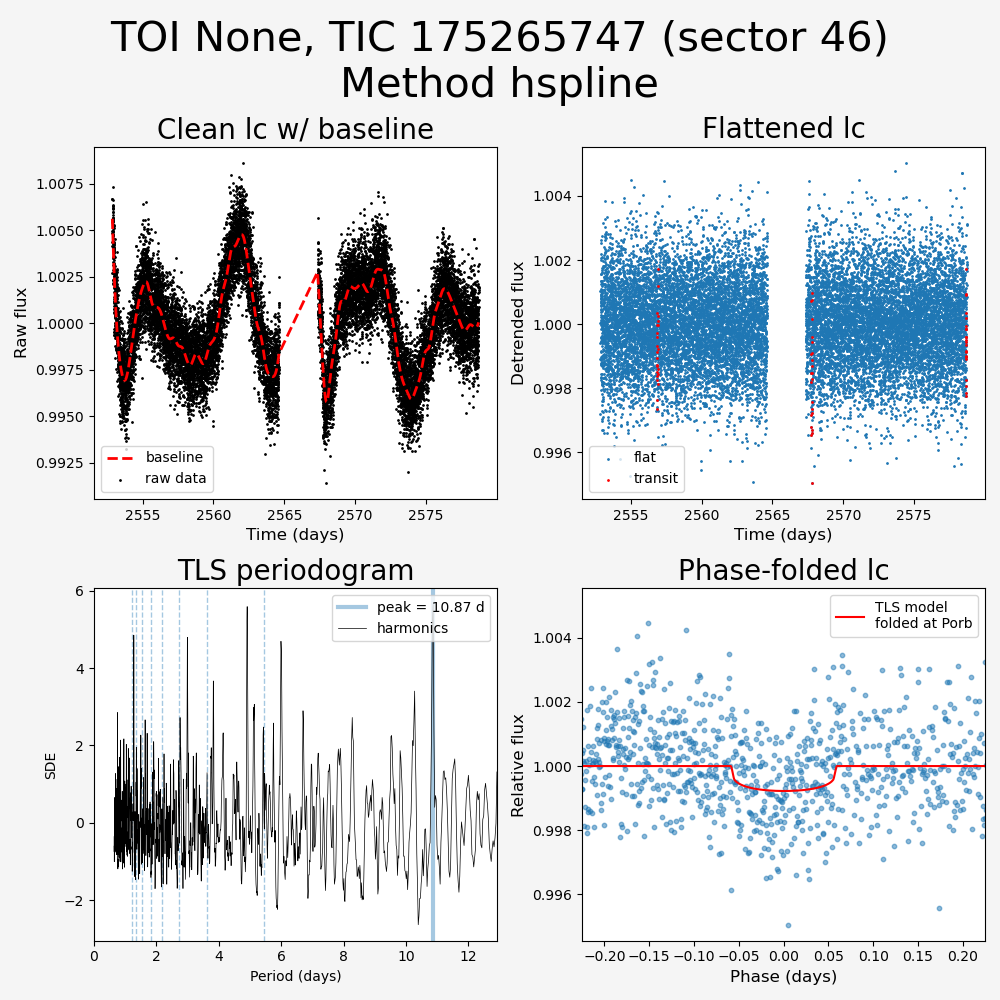 TOI None, TIC 175265747 (sector 46)
Method hspline
Clean lc w/ baseline
Raw flux
1.0075
1.0050
1.0025
1.0000
0.9975
0.9950
0.9925
baseline
raw data
2555
2560
2565
2570
2575
Time (days)
Flattened lc
Detrended flux
1.004
1.002
1.000
0.998
0.996
flat
transit
2555
2560
2565
2570
2575
Time (days)
TLS periodogram
SDE
6
4
2
0
−2
peak = 10.87 d
harmonics
0
2
4
6
8
10
12
Period (days)
Phase-folded lc
Relative flux
1.004
1.002
1.000
0.998
0.996
TLS model
folded at Porb
−0.20
−0.15
−0.10
−0.05
0.00
0.05
0.10
0.15
0.20
Phase (days)